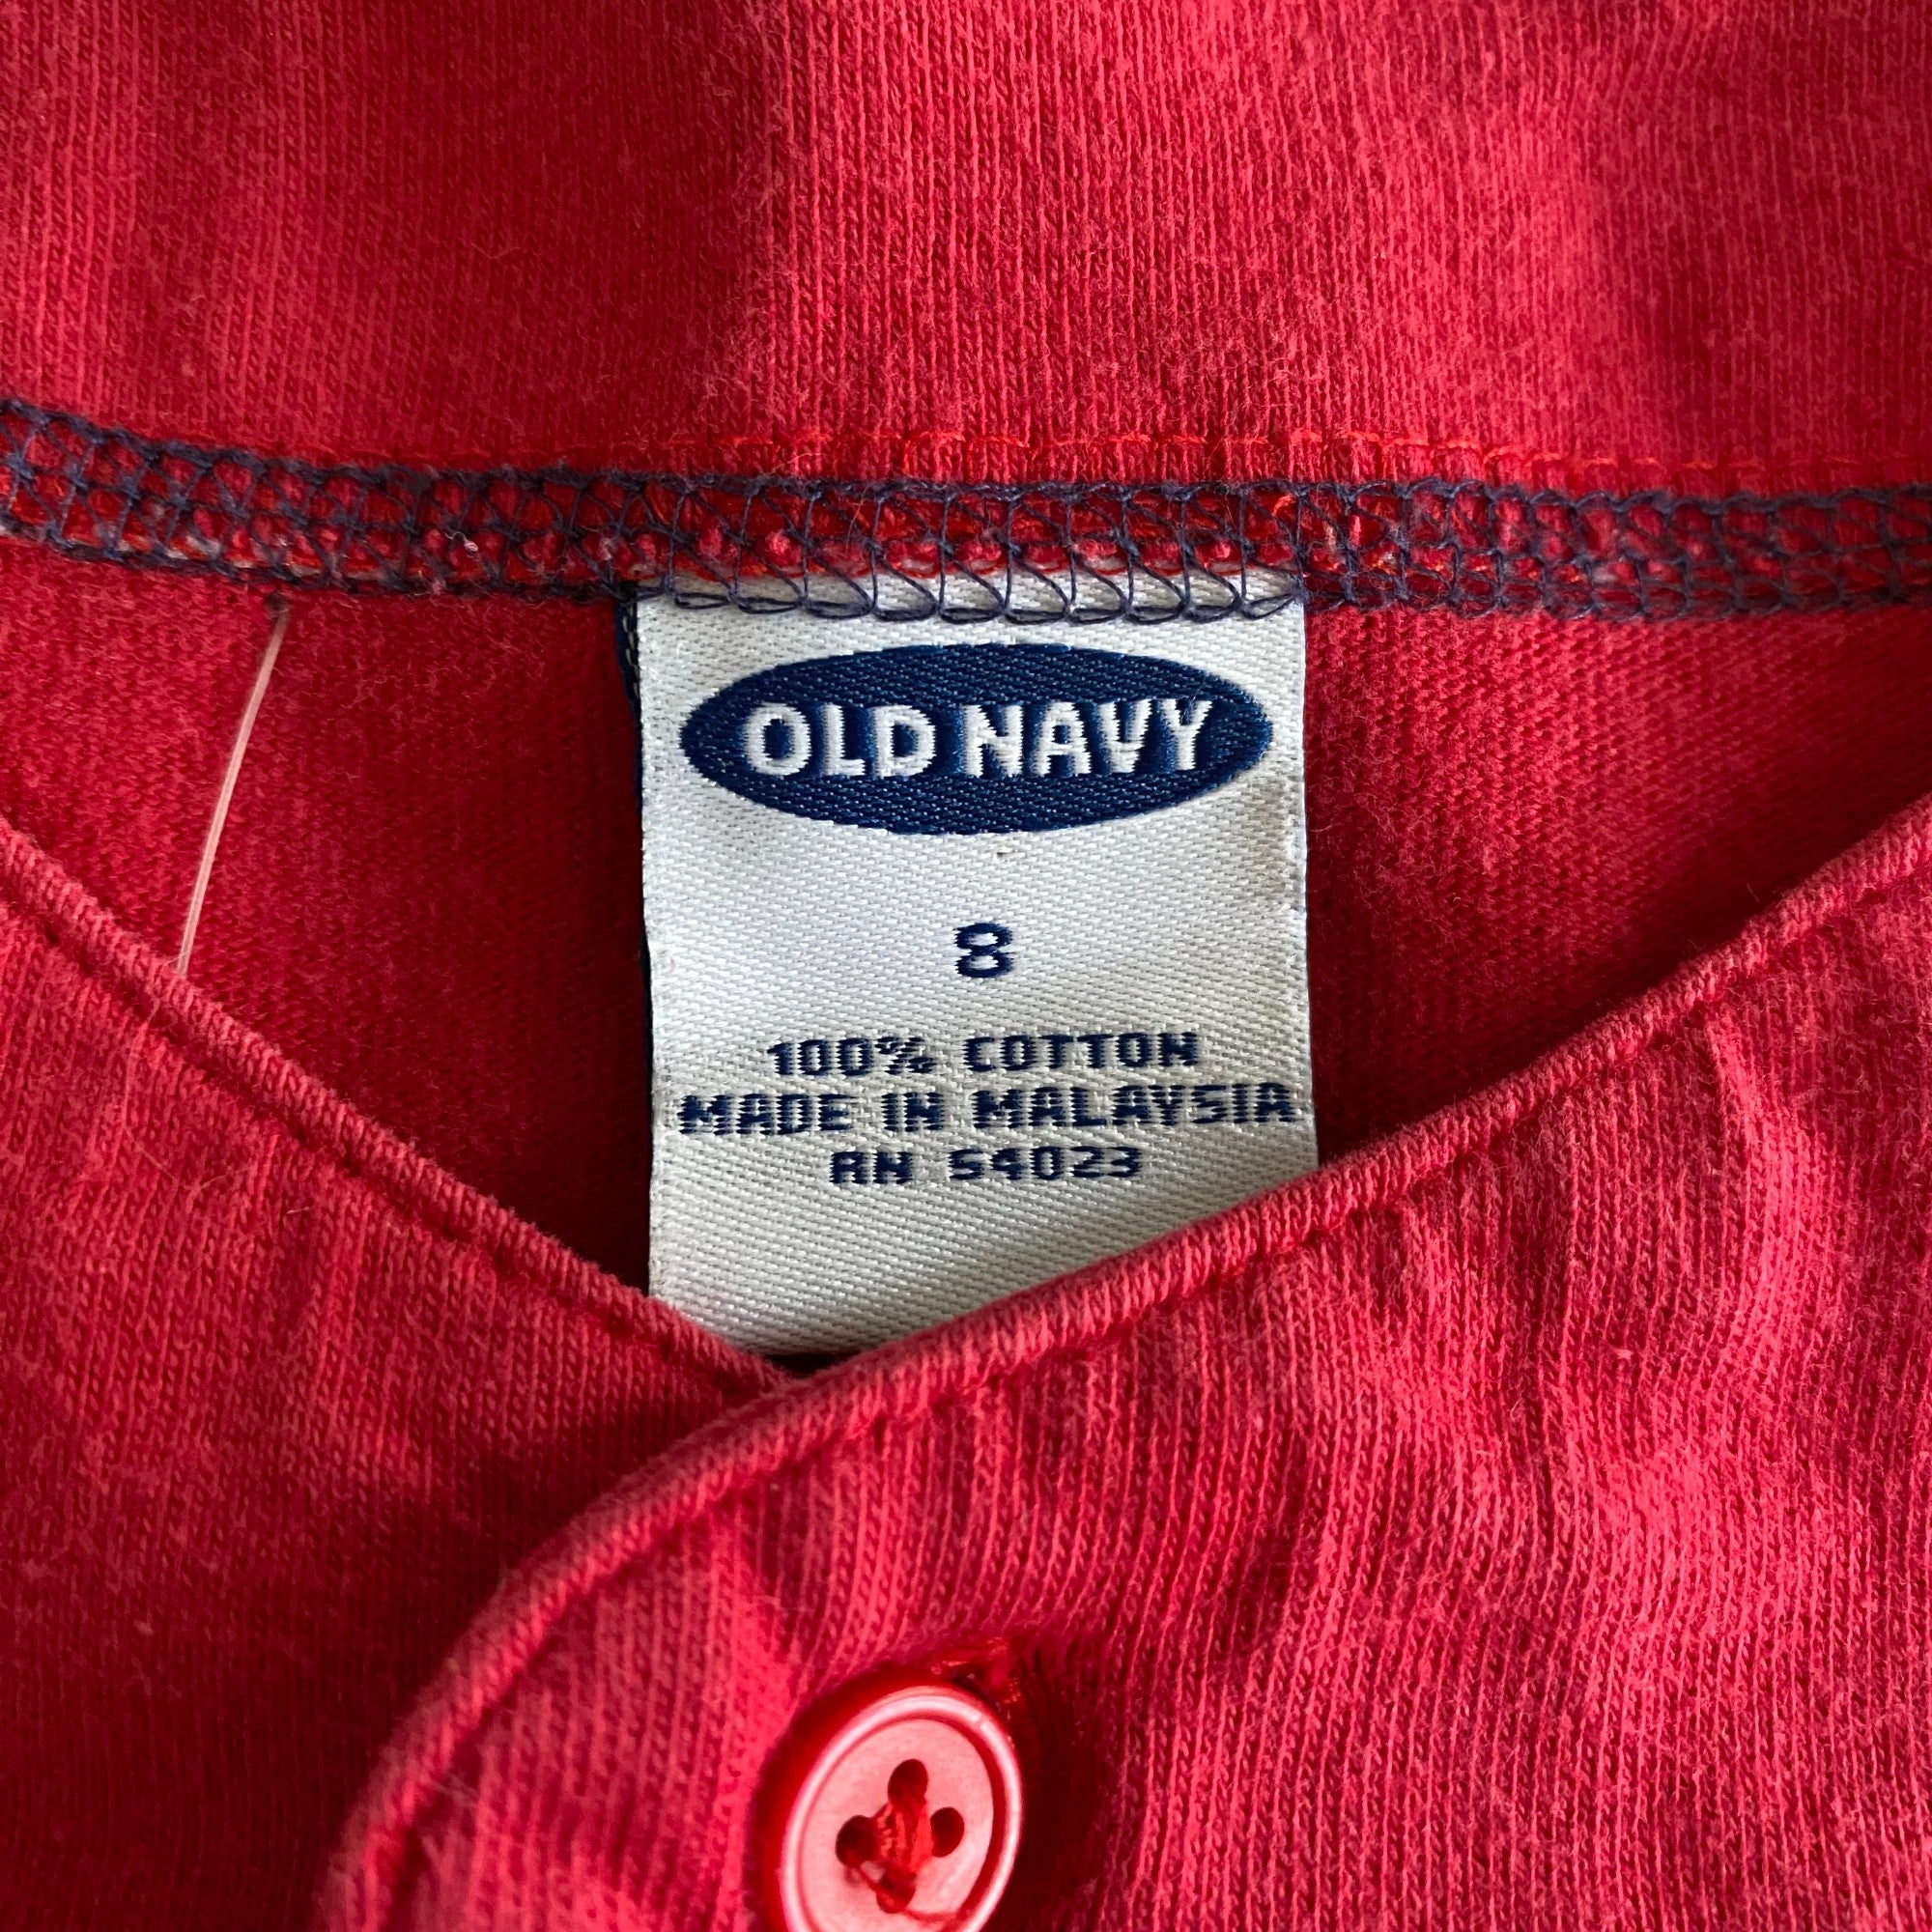 OLD NAVY
8
100% COTTON
MADE IN MALAYSIA
RN 54023